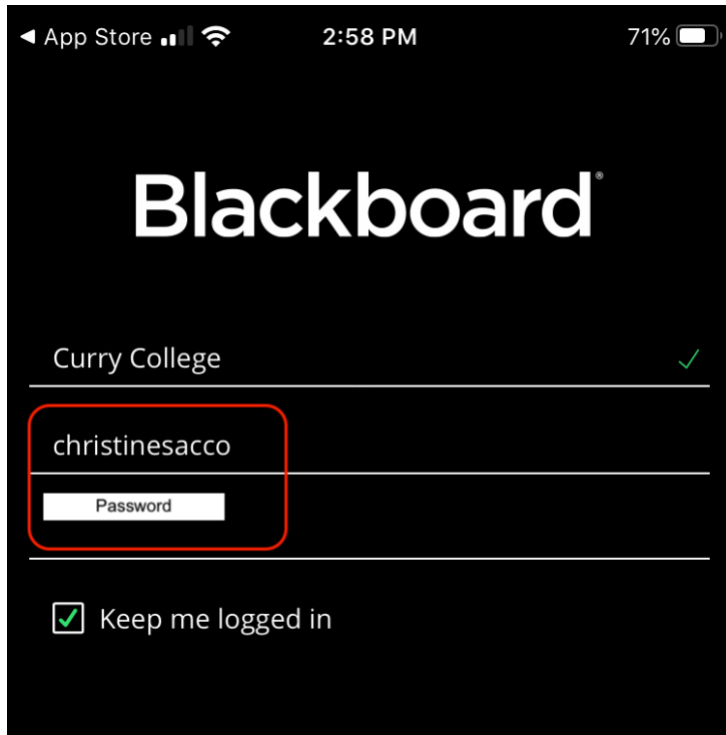 ◀ App Store 2:58 PM 71%
Blackboard®
Curry College
christinesacco
Password
Keep me logged in